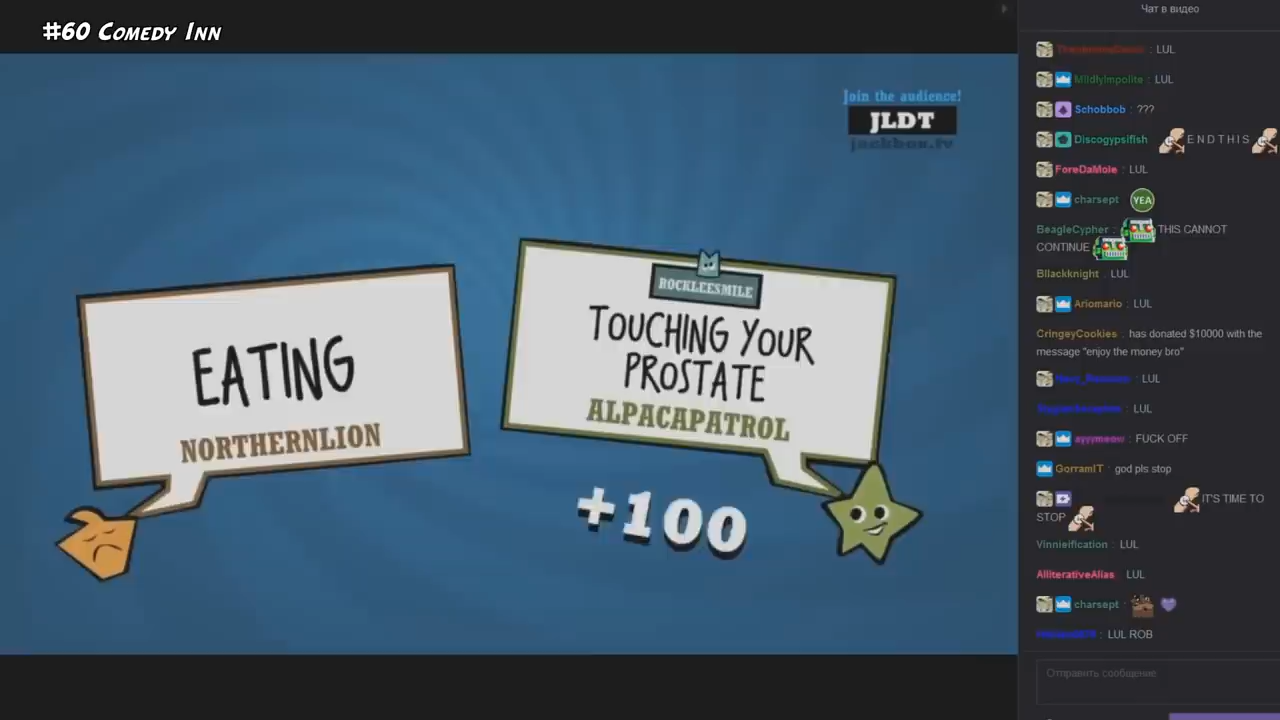 #60 Comedy Inn
Join the audience!
JLDT
jackbox.tv
EATING
NORTHERNLION
ROCKLEESMILE
TOUCHING YOUR
PROSTATE
ALPACAPATROL
+100
Чат в видео
: LUL
MildlyImpolite : LUL
Schobbob : ???
Discogypsifish E N D T H I S
ForeDaMole : LUL
charsept YEA
BeagleCypher : THIS CANNOT
CONTINUE
Bllackknight : LUL
Ariomario : LUL
CringeyCookies : has donated $10000 with the
message "enjoy the money bro"
: LUL
: LUL
ayyymeow : FUCK OFF
GorramIT : god pls stop
IT'S TIME TO
STOP
Vinnieification : LUL
AlliterativeAlias LUL
charsept :
: LUL ROB
Отправить сообщение